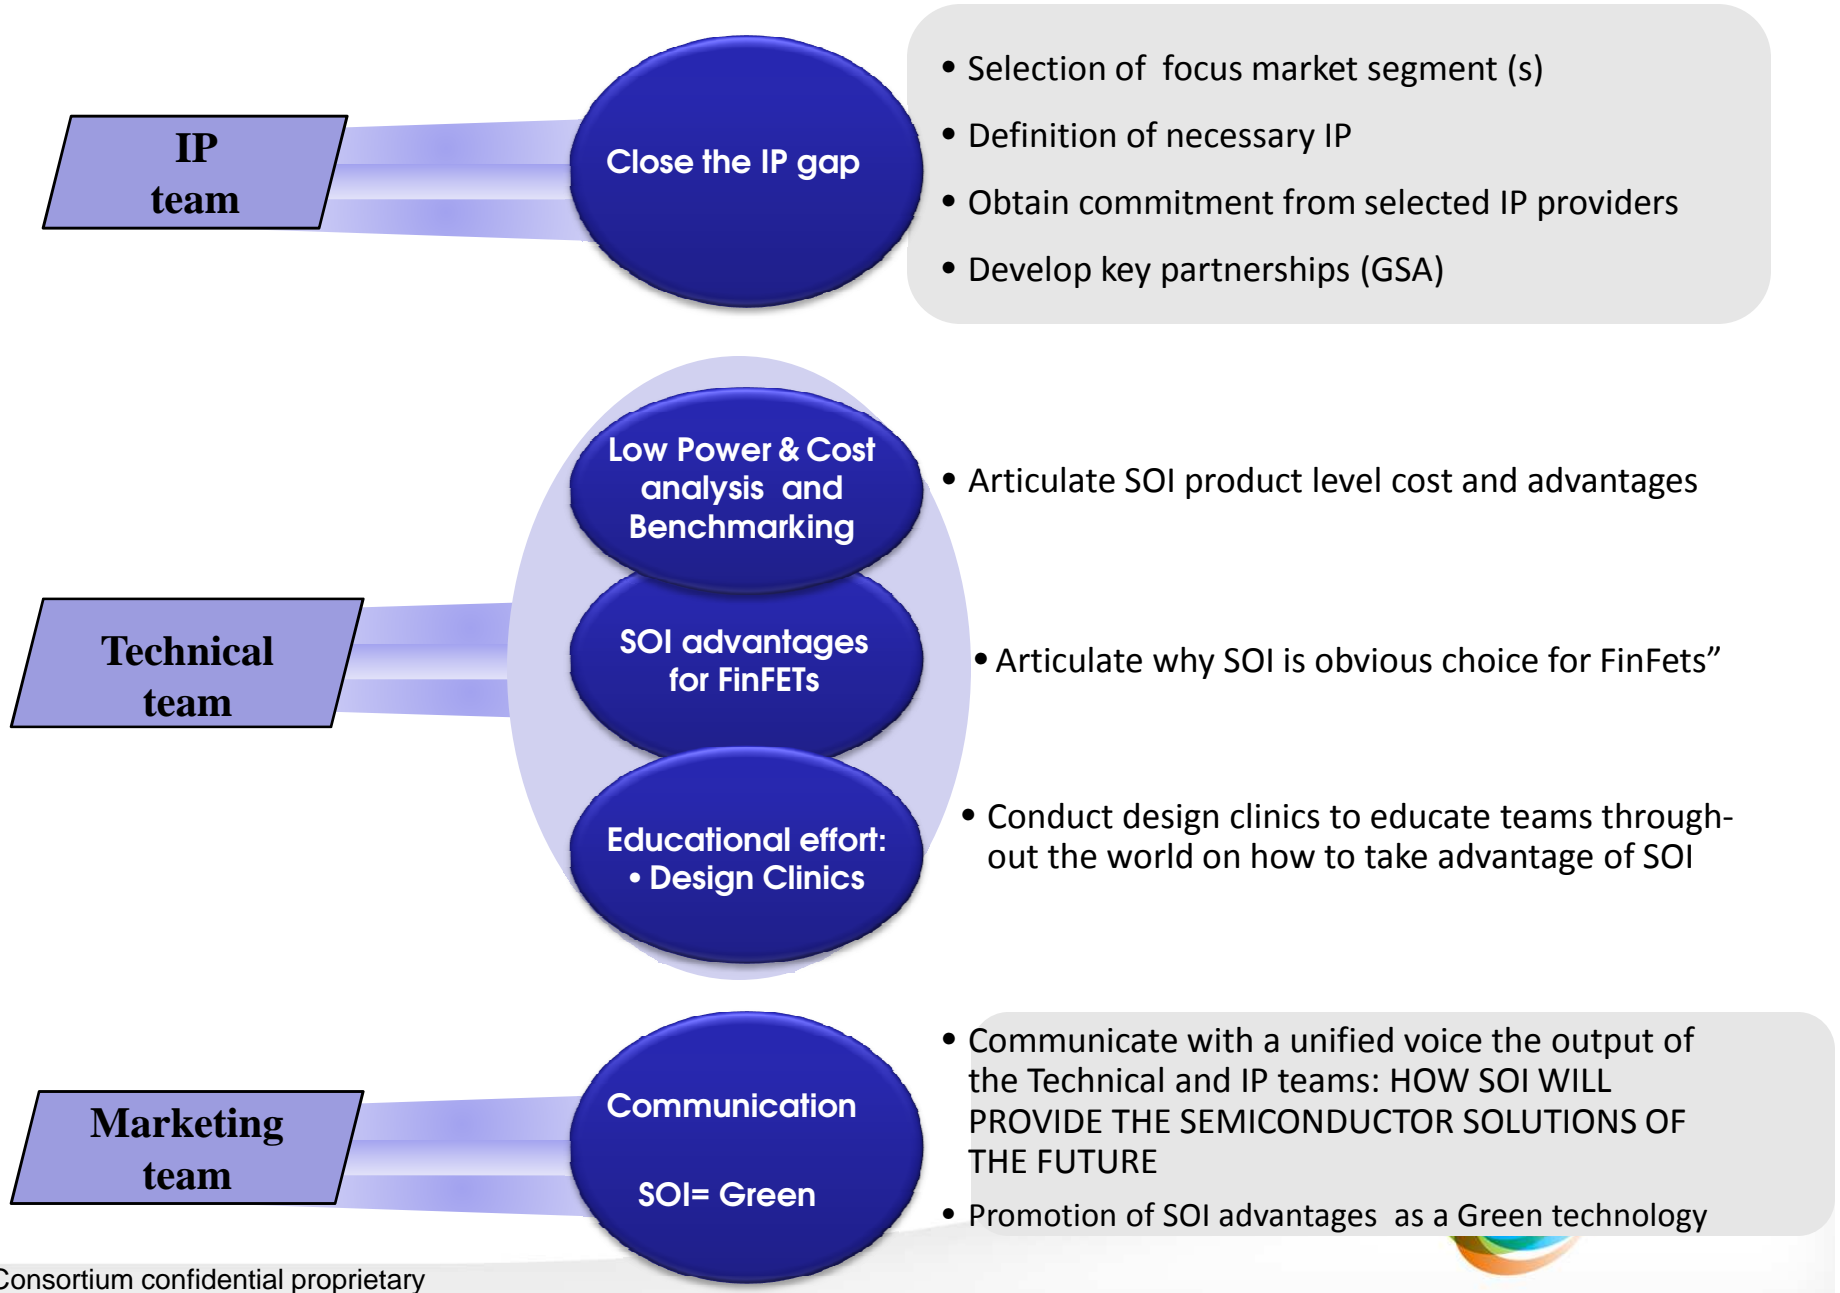 IP
team
Close the IP gap
• Selection of focus market segment (s)
• Definition of necessary IP
• Obtain commitment from selected IP providers
• Develop key partnerships (GSA)
Technical
team
Low Power & Cost
analysis and
Benchmarking
• Articulate SOI product level cost and advantages
SOI advantages
for FinFETs
• Articulate why SOI is obvious choice for FinFets”
Educational effort:
• Design Clinics
• Conduct design clinics to educate teams through-
out the world on how to take advantage of SOI
Marketing
team
Communication
SOI= Green
• Communicate with a unified voice the output of
the Technical and IP teams: HOW SOI WILL
PROVIDE THE SEMICONDUCTOR SOLUTIONS OF
THE FUTURE
• Promotion of SOI advantages as a Green technology
Consortium confidential proprietary